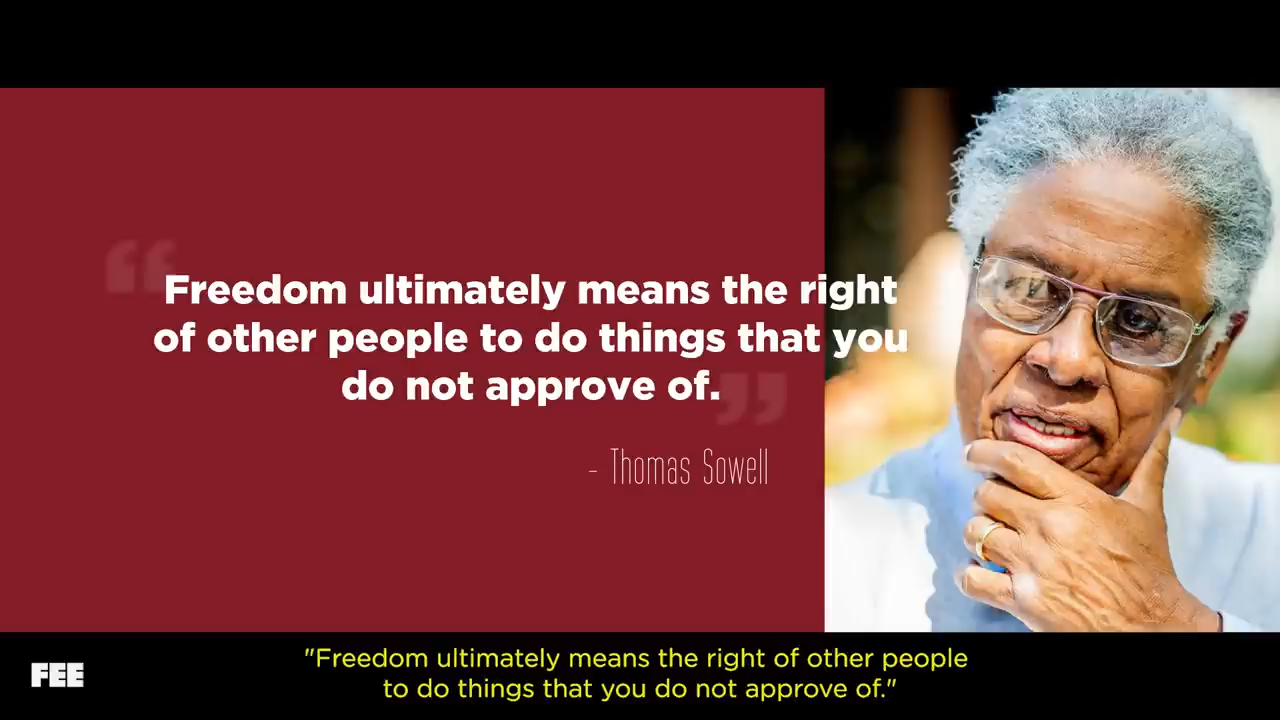 “Freedom ultimately means the right
of other people to do things that you
do not approve of.”
- Thomas Sowell
FEE
"Freedom ultimately means the right of other people
to do things that you do not approve of."